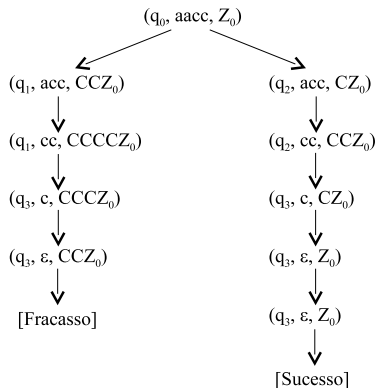 (q₀, aacc, Z₀)
(q₁, acc, CCZ₀)
(q₁, cc, CCCCZ₀)
(q₃, c, CCCZ₀)
(q₃, ε, CCZ₀)
[Fracasso]
(q₂, acc, CZ₀)
(q₂, cc, CCZ₀)
(q₃, c, CZ₀)
(q₃, ε, Z₀)
(q₃, ε, Z₀)
[Sucesso]